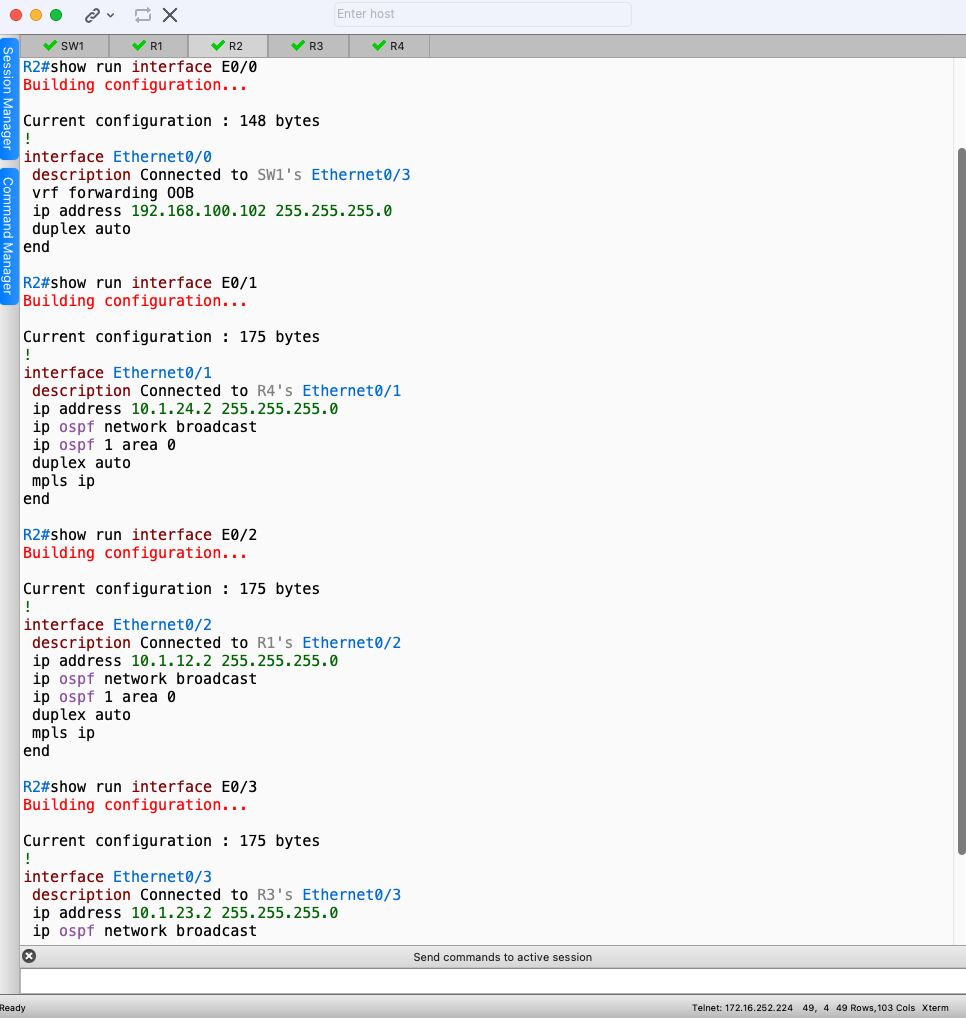 Enter host
SW1
R1
R2
R3
R4
Session Manager
Command Manager
R2#show run interface E0/0
Building configuration...

Current configuration : 148 bytes
!
interface Ethernet0/0
 description Connected to SW1's Ethernet0/3
 vrf forwarding OOB
 ip address 192.168.100.102 255.255.255.0
 duplex auto
end

R2#show run interface E0/1
Building configuration...

Current configuration : 175 bytes
!
interface Ethernet0/1
 description Connected to R4's Ethernet0/1
 ip address 10.1.24.2 255.255.255.0
 ip ospf network broadcast
 ip ospf 1 area 0
 duplex auto
 mpls ip
end

R2#show run interface E0/2
Building configuration...

Current configuration : 175 bytes
!
interface Ethernet0/2
 description Connected to R1's Ethernet0/2
 ip address 10.1.12.2 255.255.255.0
 ip ospf network broadcast
 ip ospf 1 area 0
 duplex auto
 mpls ip
end

R2#show run interface E0/3
Building configuration...

Current configuration : 175 bytes
!
interface Ethernet0/3
 description Connected to R3's Ethernet0/3
 ip address 10.1.23.2 255.255.255.0
 ip ospf network broadcast
Send commands to active session
Ready
Telnet: 172.16.252.224 49, 4 49 Rows,103 Cols Xterm